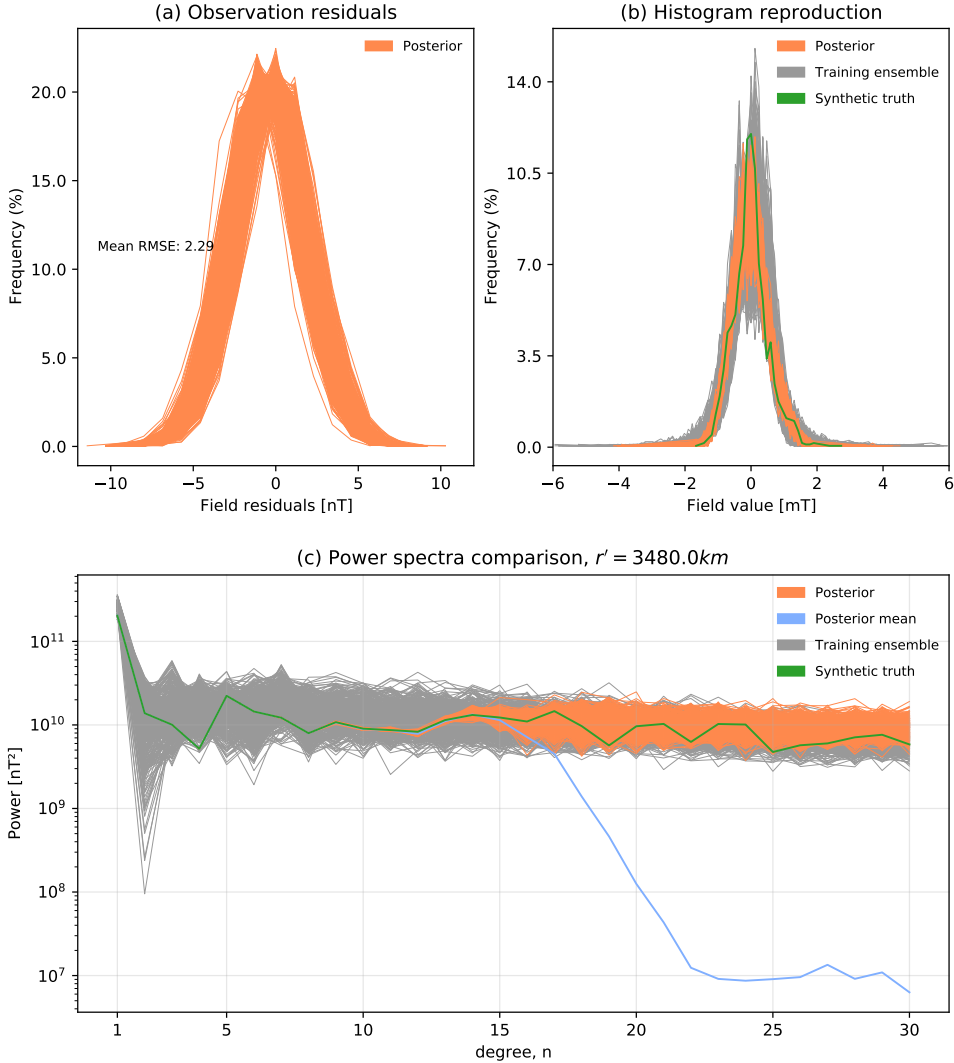 (a) Observation residuals
Frequency (%)
20.0
15.0
10.0
5.0
0.0
Posterior
Mean RMSE: 2.29
−10 −5 0 5 10
Field residuals [nT]
(b) Histogram reproduction
Frequency (%)
14.0
10.5
7.0
3.5
0.0
Posterior
Training ensemble
Synthetic truth
−6 −4 −2 0 2 4 6
Field value [mT]
(c) Power spectra comparison, r′ = 3480.0km
Power [nT²]
10¹¹
10¹⁰
10⁹
10⁸
10⁷
Posterior
Posterior mean
Training ensemble
Synthetic truth
1 5 10 15 20 25 30
degree, n